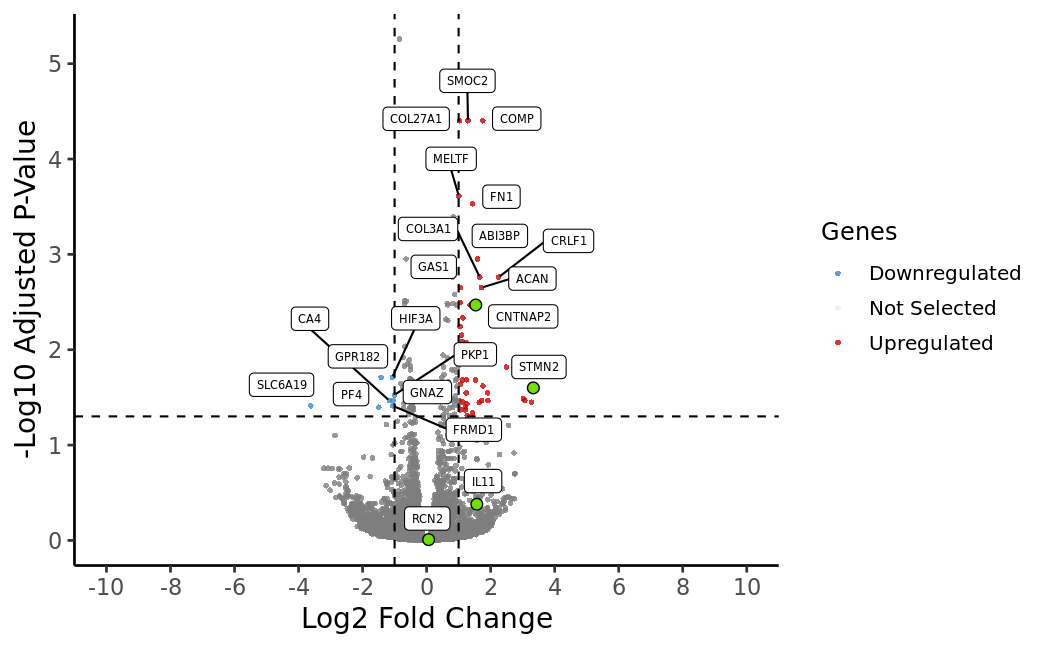 -Log10 Adjusted P-Value
5
4
3
2
1
0
SMOC2
COL27A1
COMP
MELTF
FN1
COL3A1
ABI3BP
CRLF1
GAS1
ACAN
CA4
HIF3A
CNTNAP2
GPR182
PKP1
STMN2
SLC6A19
PF4
GNAZ
FRMD1
IL11
RCN2
-10 -8 -6 -4 -2 0 2 4 6 8 10
Log2 Fold Change
Genes
Downregulated
Not Selected
Upregulated